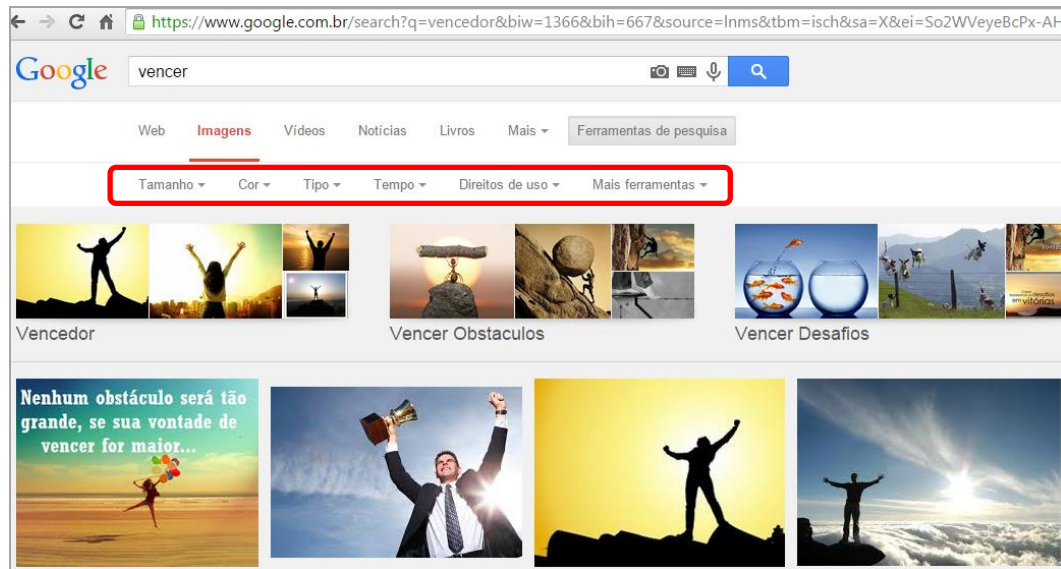 https://www.google.com.br/search?q=vencedor&biw=1366&bih=667&source=lnms&tbm=isch&sa=X&ei=So2WVeyeBcPx-AH
Google vencer
Web Imagens Vídeos Notícias Livros Mais Ferramentas de pesquisa
Tamanho Cor Tipo Tempo Direitos de uso Mais ferramentas
em vitórias
Vencedor Vencer Obstaculos Vencer Desafios
Nenhum obstáculo será tão
grande, se sua vontade de
vencer for maior...